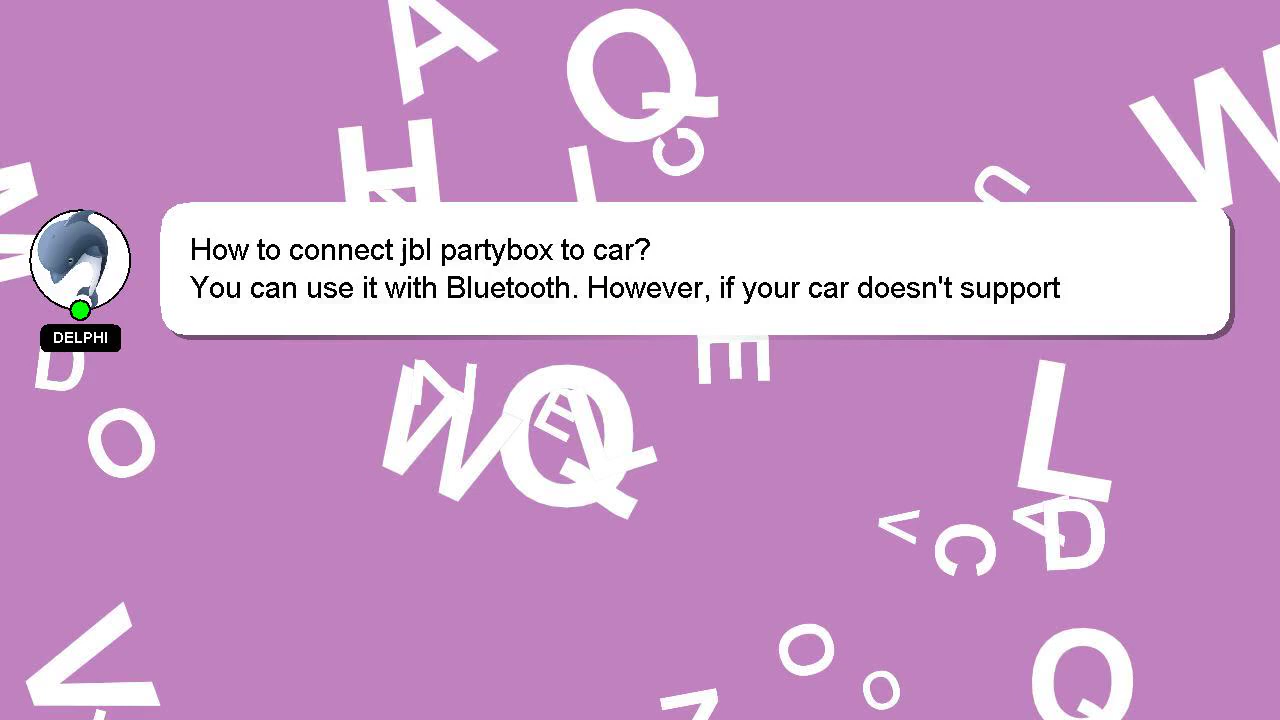 How to connect jbl partybox to car?
You can use it with Bluetooth. However, if your car doesn't support
DELPHI
A
Q
C
W
H
L
U
E
D
O
W
Q
E
L
V
C
A
D
V
O
O
Q
Z